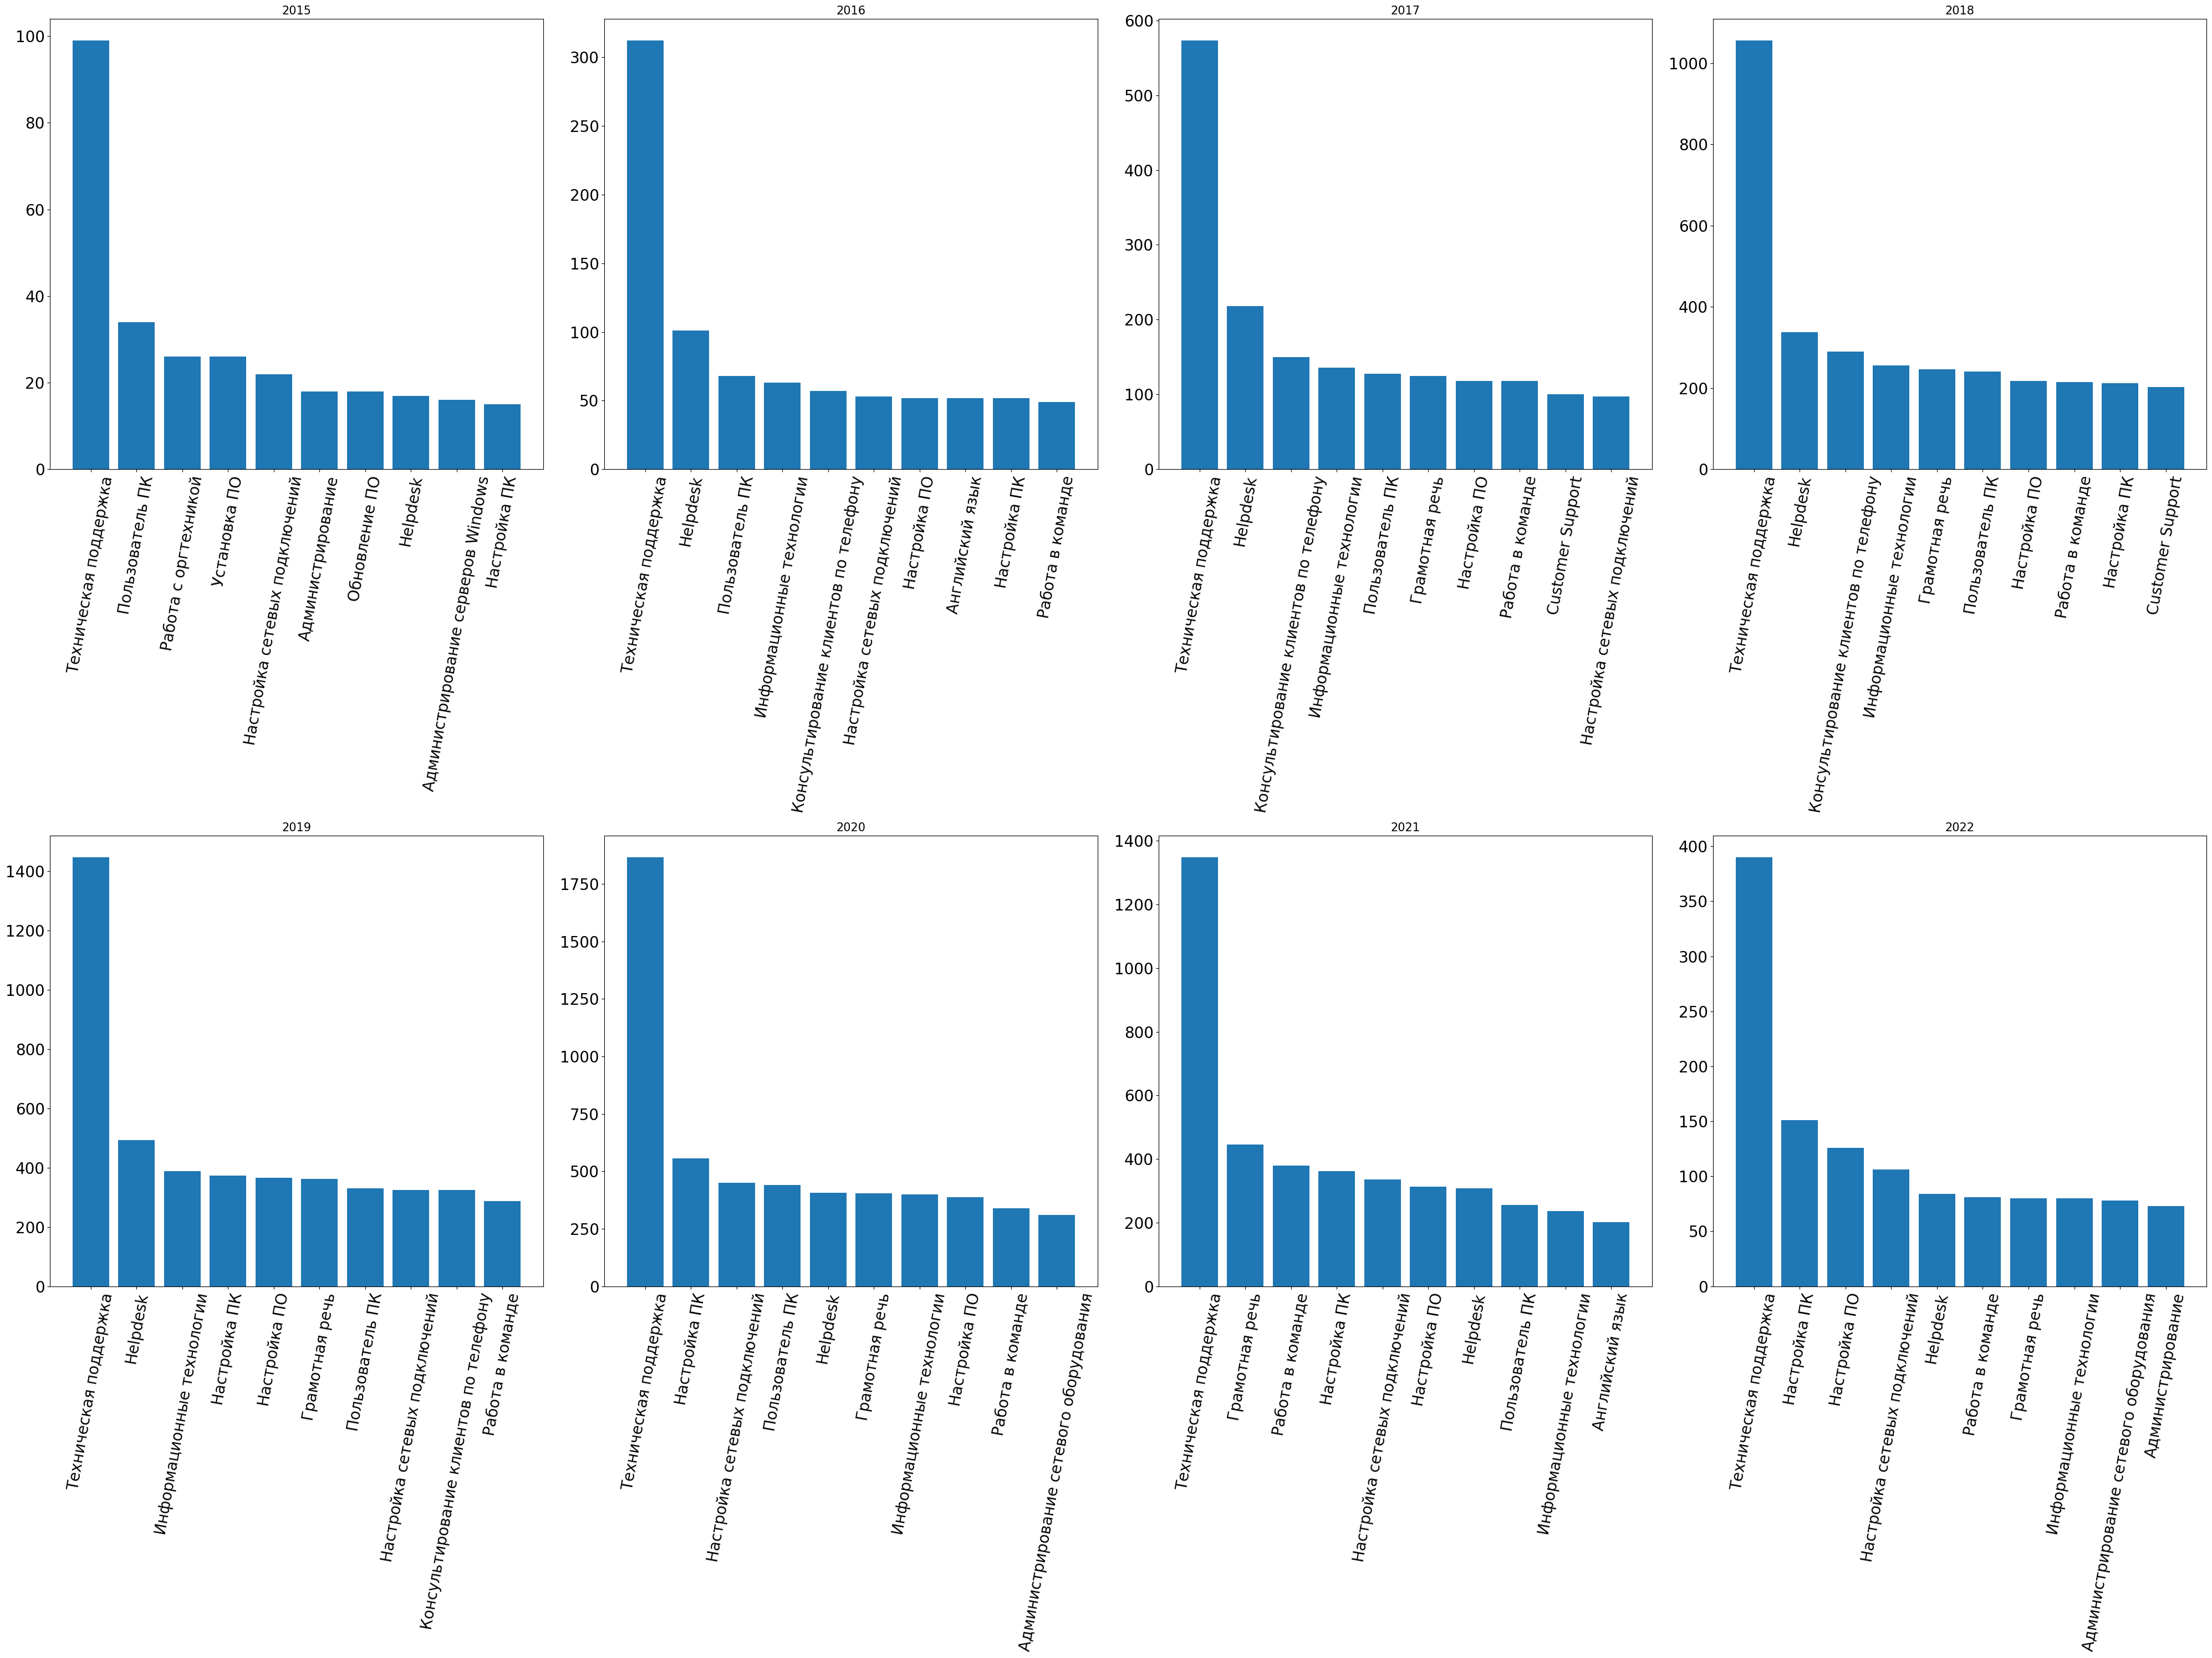 2015
100
80
60
40
20
0
Техническая поддержка
Пользователь ПК
Работа с оргтехникой
Установка ПО
Настройка сетевых подключений
Администрирование
Обновление ПО
Helpdesk
Администрирование серверов Windows
Настройка ПК
2016
300
250
200
150
100
50
0
Техническая поддержка
Helpdesk
Пользователь ПК
Информационные технологии
Консультирование клиентов по телефону
Настройка сетевых подключений
Настройка ПО
Английский язык
Настройка ПК
Работа в команде
2017
600
500
400
300
200
100
0
Техническая поддержка
Helpdesk
Консультирование клиентов по телефону
Информационные технологии
Пользователь ПК
Грамотная речь
Настройка ПО
Работа в команде
Customer Support
Настройка сетевых подключений
2018
1000
800
600
400
200
0
Техническая поддержка
Helpdesk
Консультирование клиентов по телефону
Информационные технологии
Грамотная речь
Пользователь ПК
Настройка ПО
Работа в команде
Настройка ПК
Customer Support
2019
1400
1200
1000
800
600
400
200
0
Техническая поддержка
Helpdesk
Информационные технологии
Настройка ПК
Настройка ПО
Грамотная речь
Пользователь ПК
Настройка сетевых подключений
Консультирование клиентов по телефону
Работа в команде
2020
1750
1500
1250
1000
750
500
250
0
Техническая поддержка
Настройка ПК
Настройка сетевых подключений
Пользователь ПК
Helpdesk
Грамотная речь
Информационные технологии
Настройка ПО
Работа в команде
Администрирование сетевого оборудования
2021
1400
1200
1000
800
600
400
200
0
Техническая поддержка
Грамотная речь
Работа в команде
Настройка ПК
Настройка сетевых подключений
Настройка ПО
Helpdesk
Пользователь ПК
Информационные технологии
Английский язык
2022
400
350
300
250
200
150
100
50
0
Техническая поддержка
Настройка ПК
Настройка ПО
Настройка сетевых подключений
Helpdesk
Работа в команде
Грамотная речь
Информационные технологии
Администрирование сетевого оборудования
Администрирование